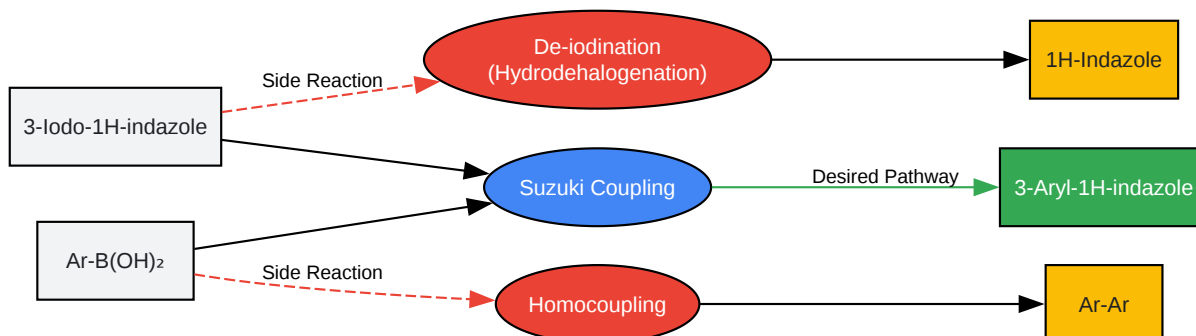 De-iodination
(Hydrodehalogenation)
1H-Indazole
Side Reaction
3-Iodo-1H-indazole
Suzuki Coupling
Desired Pathway
3-Aryl-1H-indazole
Ar-B(OH)₂
Side Reaction
Homocoupling
Ar-Ar